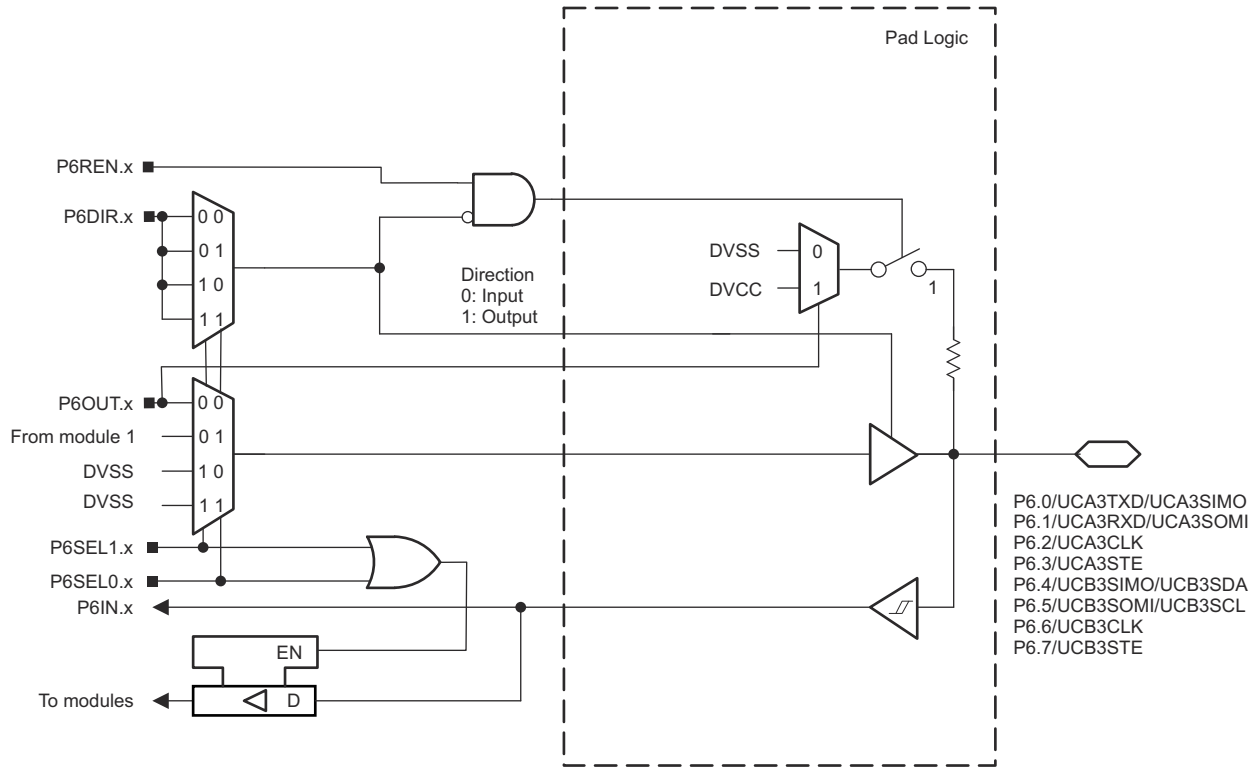 Pad Logic
P6REN.x
P6DIR.x
0 0
0 1
1 0
1 1
Direction
0: Input
1: Output
DVSS
0
DVCC
1
1
P6OUT.x
0 0
From module 1
0 1
DVSS
1 0
DVSS
1 1
P6SEL1.x
P6SEL0.x
P6IN.x
EN
To modules
D
P6.0/UCA3TXD/UCA3SIMO
P6.1/UCA3RXD/UCA3SOMI
P6.2/UCA3CLK
P6.3/UCA3STE
P6.4/UCB3SIMO/UCB3SDA
P6.5/UCB3SOMI/UCB3SCL
P6.6/UCB3CLK
P6.7/UCB3STE